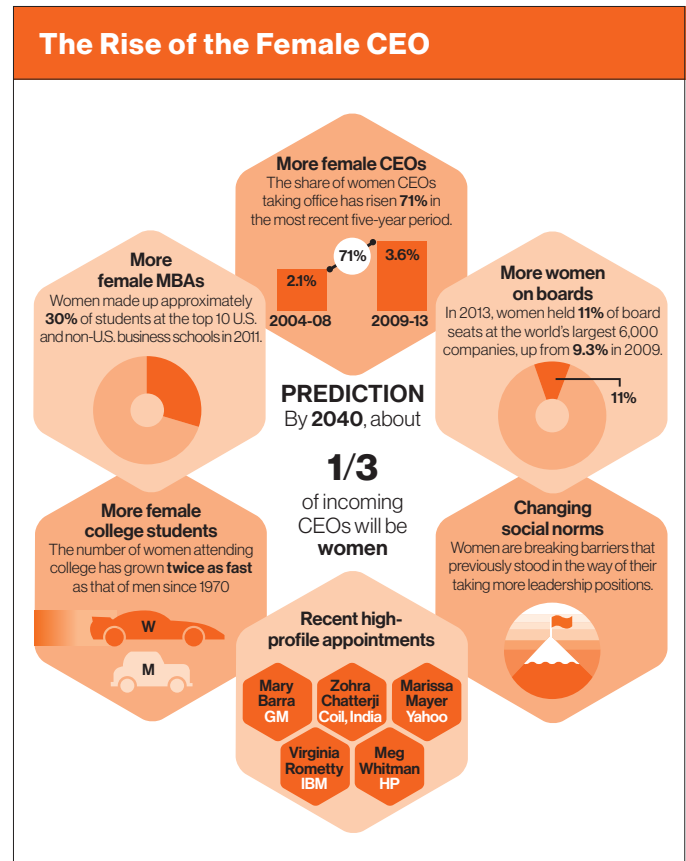 The Rise of the Female CEO
More female CEOs
The share of women CEOs
taking office has risen 71% in
the most recent five-year period.
71%
2.1%
3.6%
2004-08
2009-13
More
female MBAs
Women made up approximately
30% of students at the top 10 U.S.
and non-U.S. business schools in 2011.
More women
on boards
In 2013, women held 11% of board
seats at the world's largest 6,000
companies, up from 9.3% in 2009.
11%
PREDICTION
By 2040, about
1/3
of incoming
CEOs will be
women
More female
college students
The number of women attending
college has grown twice as fast
as that of men since 1970
W
M
Changing
social norms
Women are breaking barriers that
previously stood in the way of their
taking more leadership positions.
Recent high-
profile appointments
Mary
Barra
GM
Zohra
Chatterji
Coil, India
Marissa
Mayer
Yahoo
Virginia
Rometty
IBM
Meg
Whitman
HP